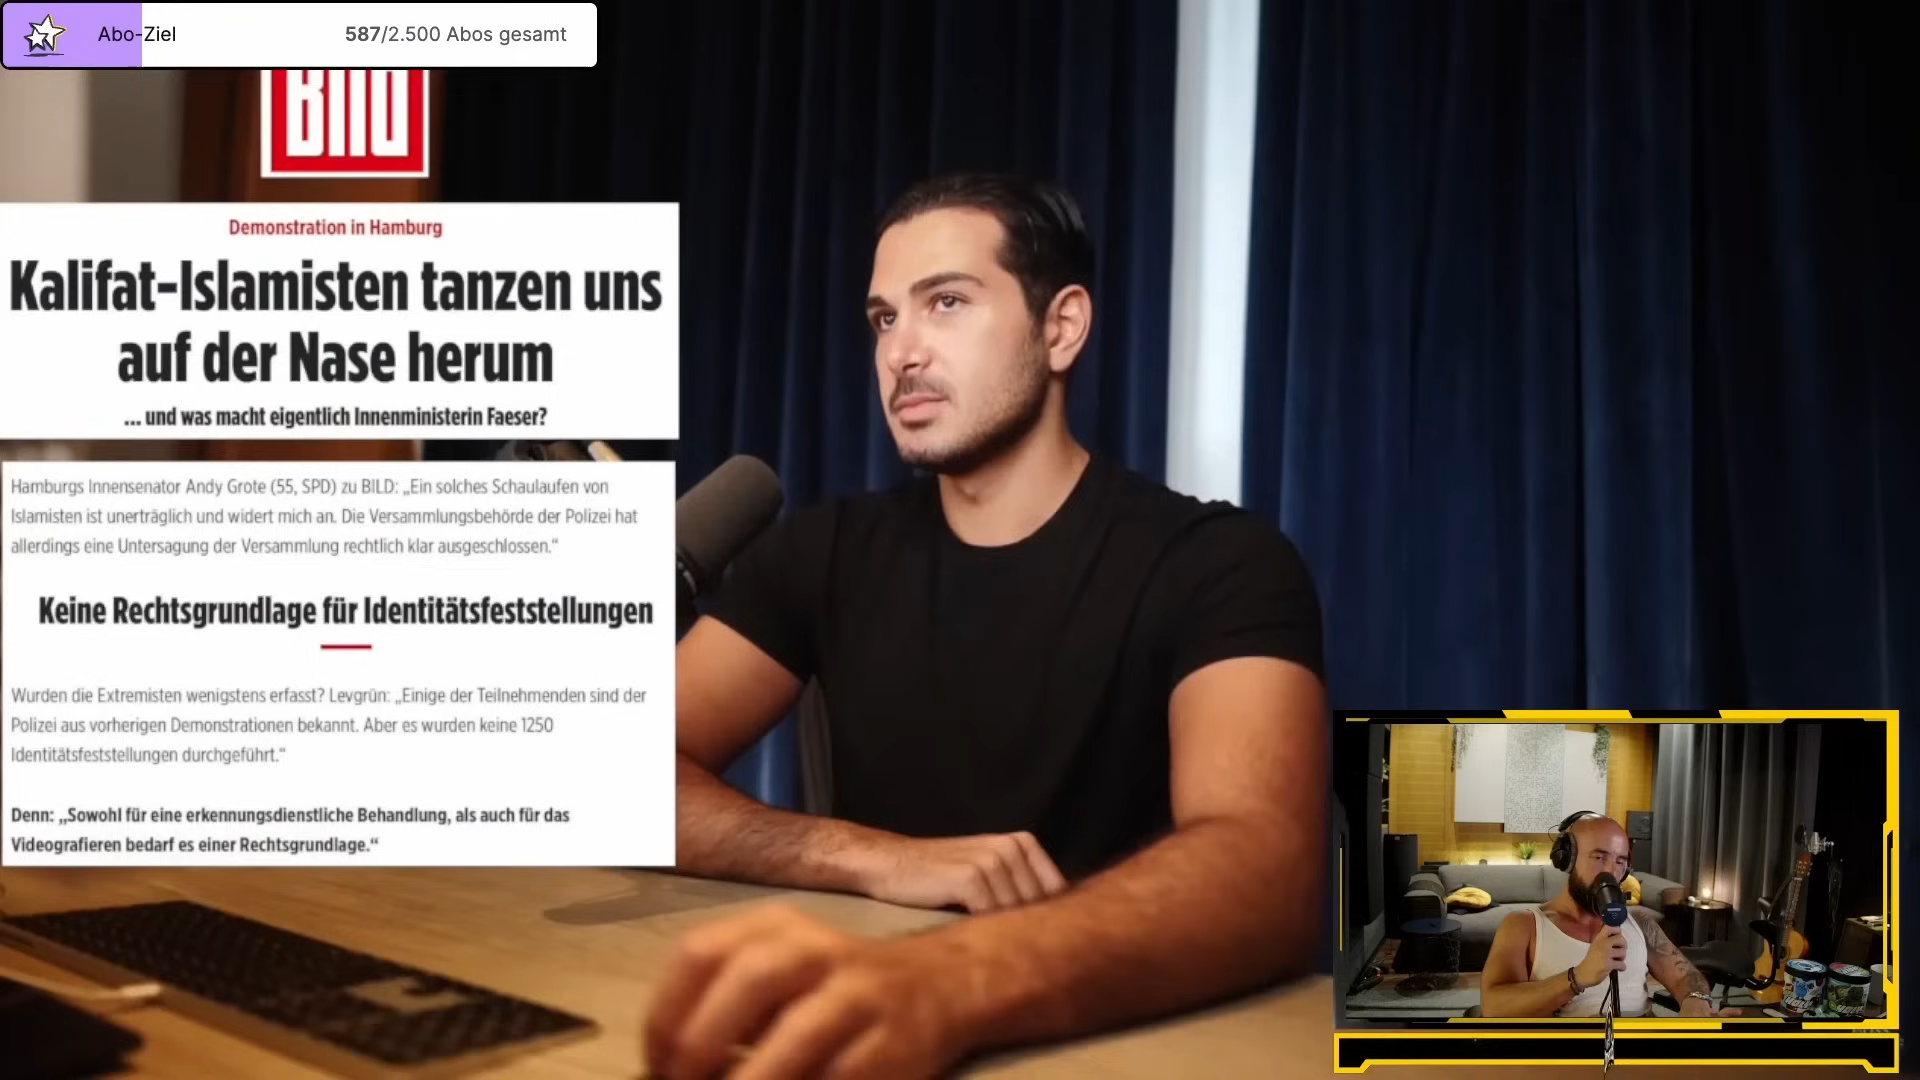 Abo-Ziel
587/2.500 Abos gesamt
BILD
Demonstration in Hamburg
Kalifat-Islamisten tanzen uns
auf der Nase herum
... und was macht eigentlich Innenministerin Faeser?
Hamburgs Innensenator Andy Grote (55, SPD) zu BILD: „Ein solches Schaulaufen von
Islamisten ist unerträglich und widert mich an. Die Versammlungsbehörde der Polizei hat
allerdings eine Untersagung der Versammlung rechtlich klar ausgeschlossen.“
Keine Rechtsgrundlage für Identitätsfeststellungen
Wurden die Extremisten wenigstens erfasst? Levgrün: „Einige der Teilnehmenden sind der
Polizei aus vorherigen Demonstrationen bekannt. Aber es wurden keine 1250
Identitätsfeststellungen durchgeführt.“
Denn: „Sowohl für eine erkennungsdienstliche Behandlung, als auch für das
Videografieren bedarf es einer Rechtsgrundlage.“